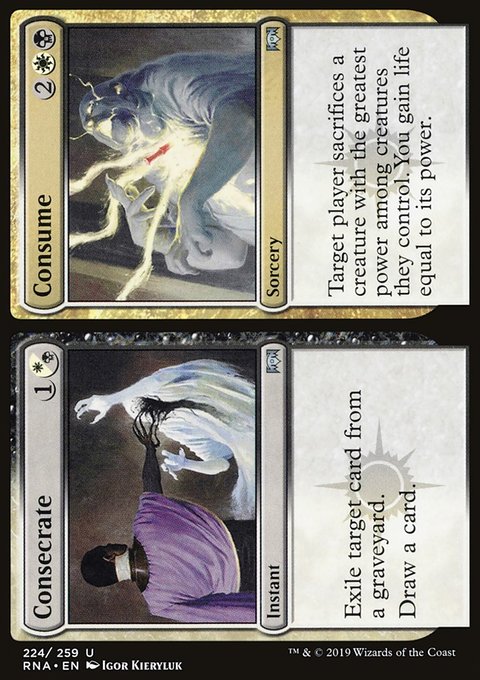 Consecrate 1
Instant
Exile target card from
a graveyard.
Draw a card.
Consume 2
Sorcery
Target player sacrifices a
creature with the greatest
power among creatures
they control. You gain life
equal to its power.
224/ 259 U
RNA • EN Igor Kieryluk
™ & © 2019 Wizards of the Coast